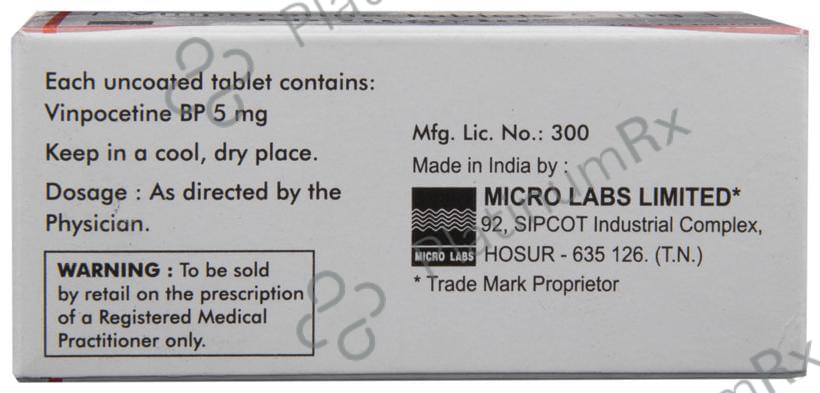 Each uncoated tablet contains:
Vinpocetine BP 5 mg
Keep in a cool, dry place.
Dosage : As directed by the
Physician.
WARNING : To be sold
by retail on the prescription
of a Registered Medical
Practitioner only.
Mfg. Lic. No.: 300
Made in India by :
MICRO LABS LIMITED*
92, SIPCOT Industrial Complex,
HOSUR - 635 126. (T.N.)
* Trade Mark Proprietor
MICRO LABS
PlatinumRx